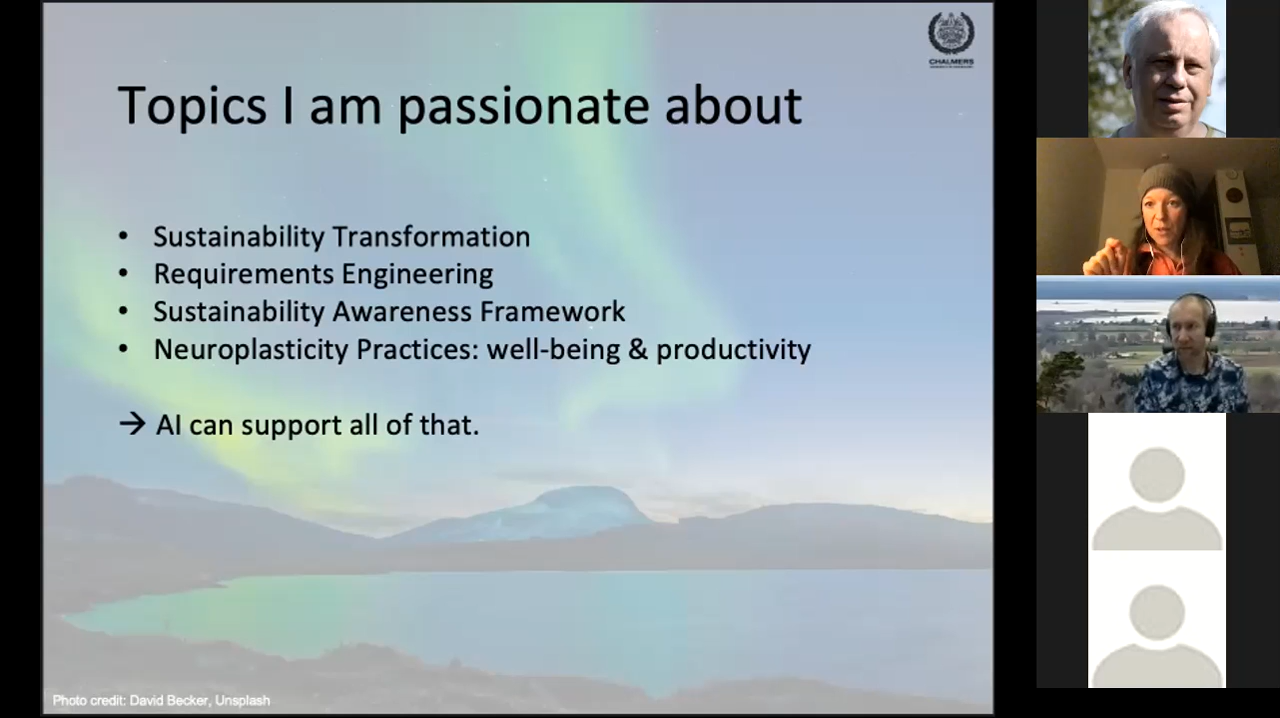 CHALMERS
Topics I am passionate about
• Sustainability Transformation
• Requirements Engineering
• Sustainability Awareness Framework
• Neuroplasticity Practices: well-being & productivity
→ AI can support all of that.
Photo credit: David Becker, Unsplash